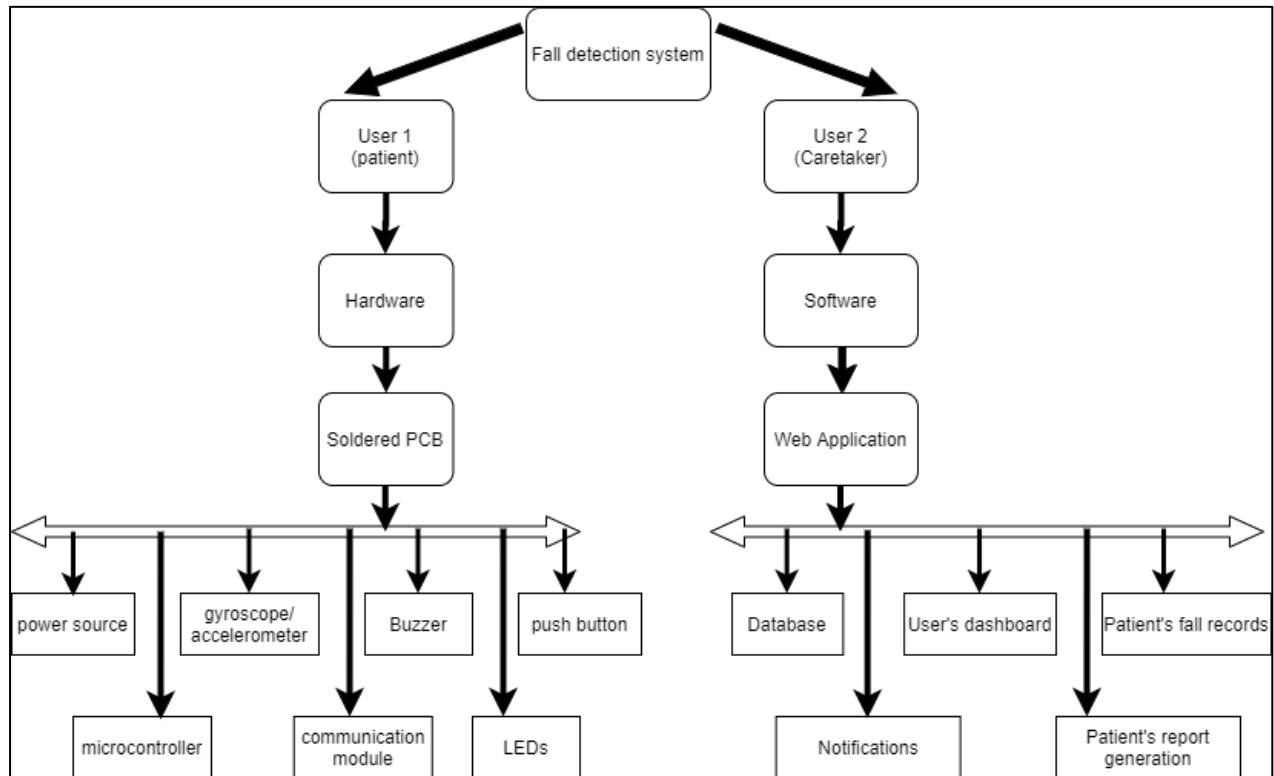 Fall detection system
User 1
(patient)
User 2
(Caretaker)
Hardware
Software
Soldered PCB
Web Application
power source
gyroscope/
accelerometer
Buzzer
push button
Database
User's dashboard
Patient's fall records
microcontroller
communication
module
LEDs
Notifications
Patient's report
generation